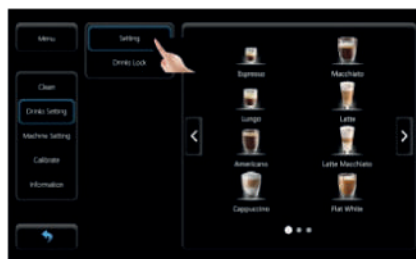 Menu
Setting
Drinks Lock
Clean
Drinks Setting
Machine Setting
Calibrate
Information
Espresso
Macchiato
Lungo
Latte
Americano
Latte Macchiato
Cappuccino
Flat White